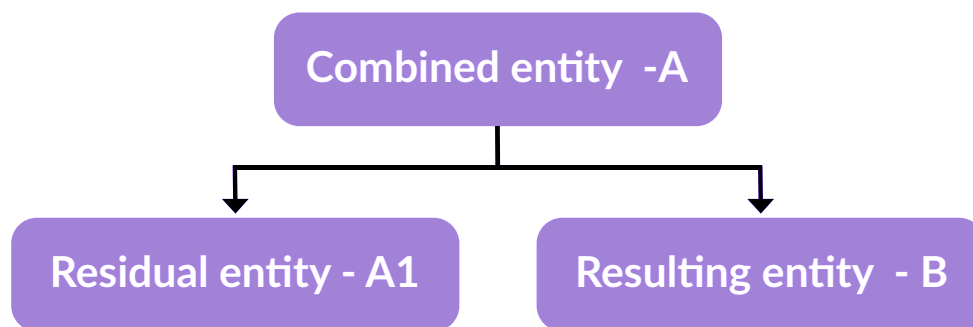 Combined entity -A
Residual entity - A1
Resulting entity - B